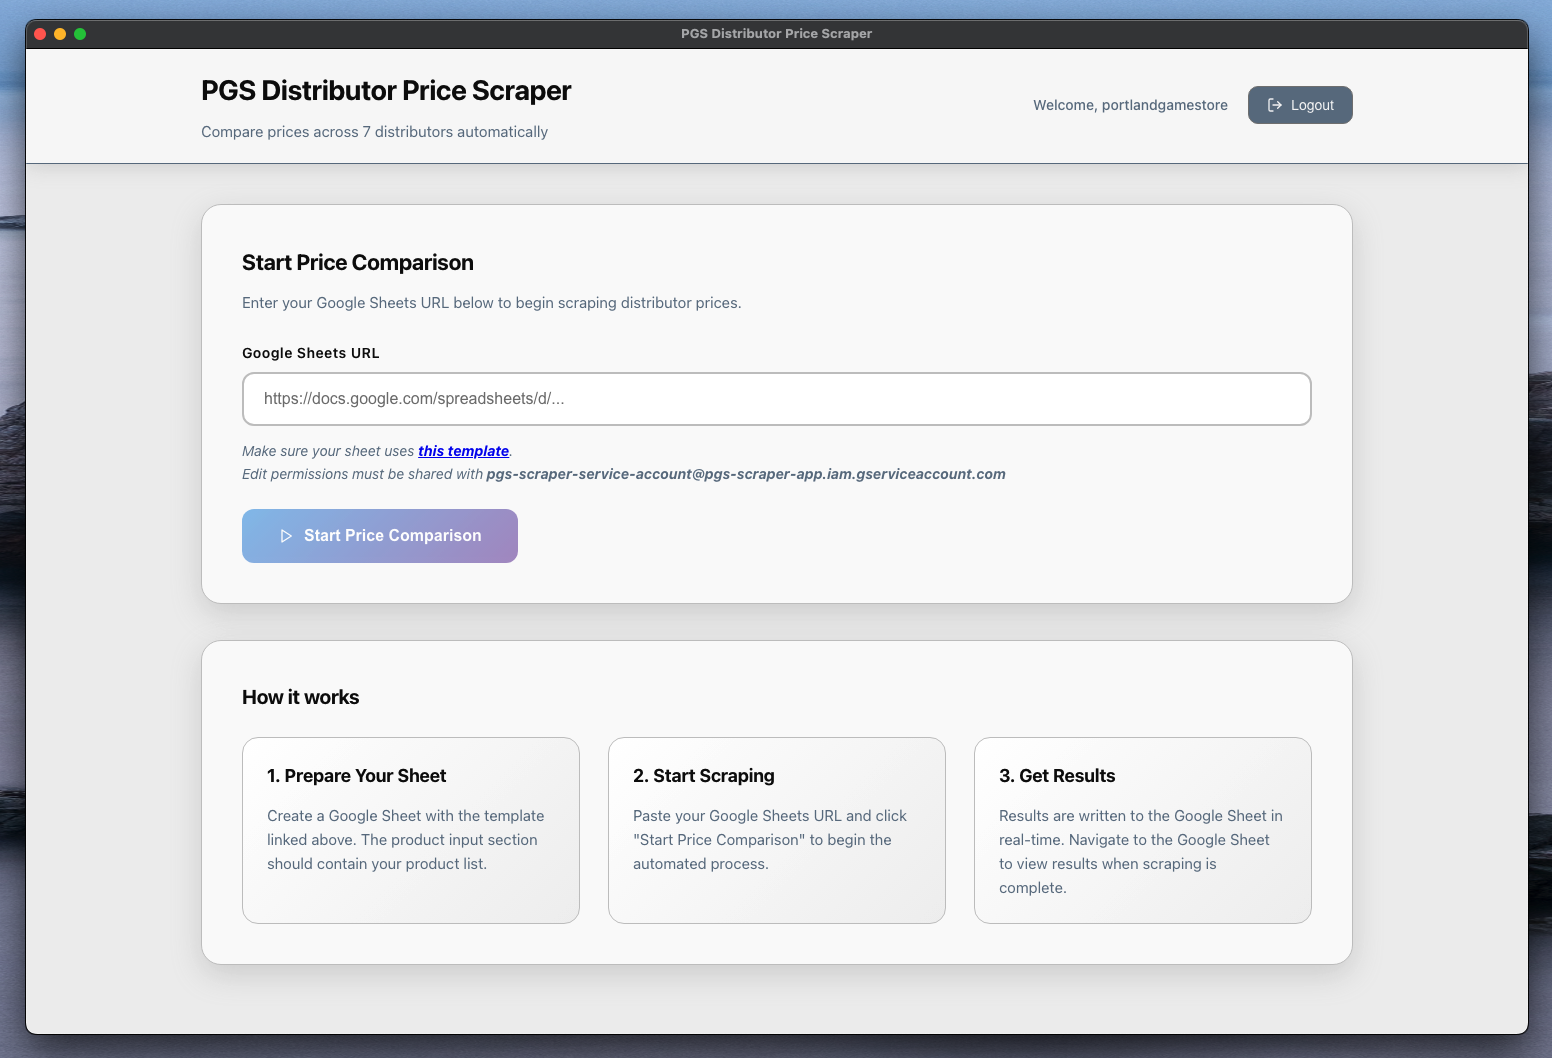 PGS Distributor Price Scraper
PGS Distributor Price Scraper
Compare prices across 7 distributors automatically
Welcome, portlandgamestore
Logout
Start Price Comparison
Enter your Google Sheets URL below to begin scraping distributor prices.
Google Sheets URL
https://docs.google.com/spreadsheets/d/...
Make sure your sheet uses this template.
Edit permissions must be shared with pgs-scraper-service-account@pgs-scraper-app.iam.gserviceaccount.com
Start Price Comparison
How it works
1. Prepare Your Sheet
Create a Google Sheet with the template
linked above. The product input section
should contain your product list.
2. Start Scraping
Paste your Google Sheets URL and click
"Start Price Comparison" to begin the
automated process.
3. Get Results
Results are written to the Google Sheet in
real-time. Navigate to the Google Sheet
to view results when scraping is
complete.